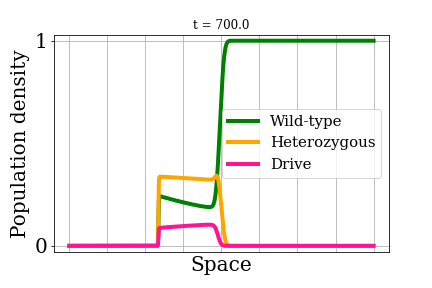 t = 700.0
1
Population density
Wild-type
Heterozygous
Drive
0
Space